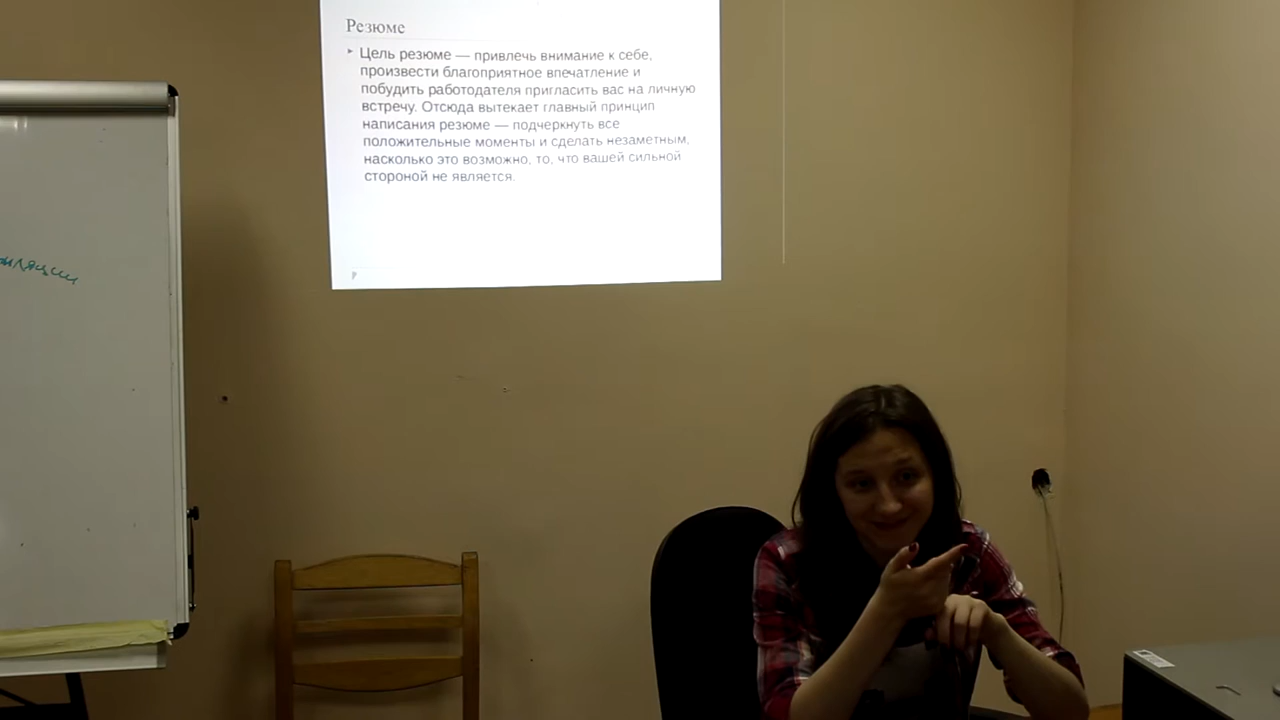 Резюме
Цель резюме — привлечь внимание к себе,
произвести благоприятное впечатление и
побудить работодателя пригласить вас на личную
встречу. Отсюда вытекает главный принцип
написания резюме — подчеркнуть все
положительные моменты и сделать незаметным,
насколько это возможно, то, что вашей сильной
стороной не является.